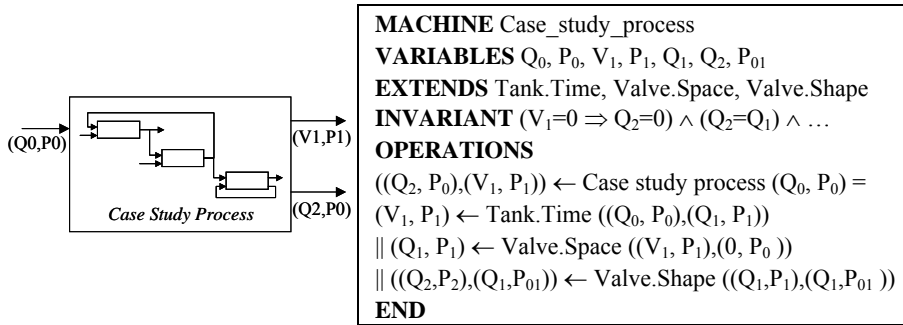 (Q0,P0)
(V1,P1)
(Q2,P0)
Case Study Process
MACHINE Case_study_process
VARIABLES Q₀, P₀, V₁, P₁, Q₁, Q₂, P₀₁
EXTENDS Tank.Time, Valve.Space, Valve.Shape
INVARIANT (V₁=0 ⇒ Q₂=0) ∧ (Q₂=Q₁) ∧ …
OPERATIONS
((Q₂, P₀),(V₁, P₁)) ← Case study process (Q₀, P₀) =
(V₁, P₁) ← Tank.Time ((Q₀, P₀),(Q₁, P₁))
|| (Q₁, P₁) ← Valve.Space ((V₁, P₁),(0, P₀ ))
|| ((Q₂,P₂),(Q₁,P₀₁)) ← Valve.Shape ((Q₁,P₁),(Q₁,P₀₁ ))
END